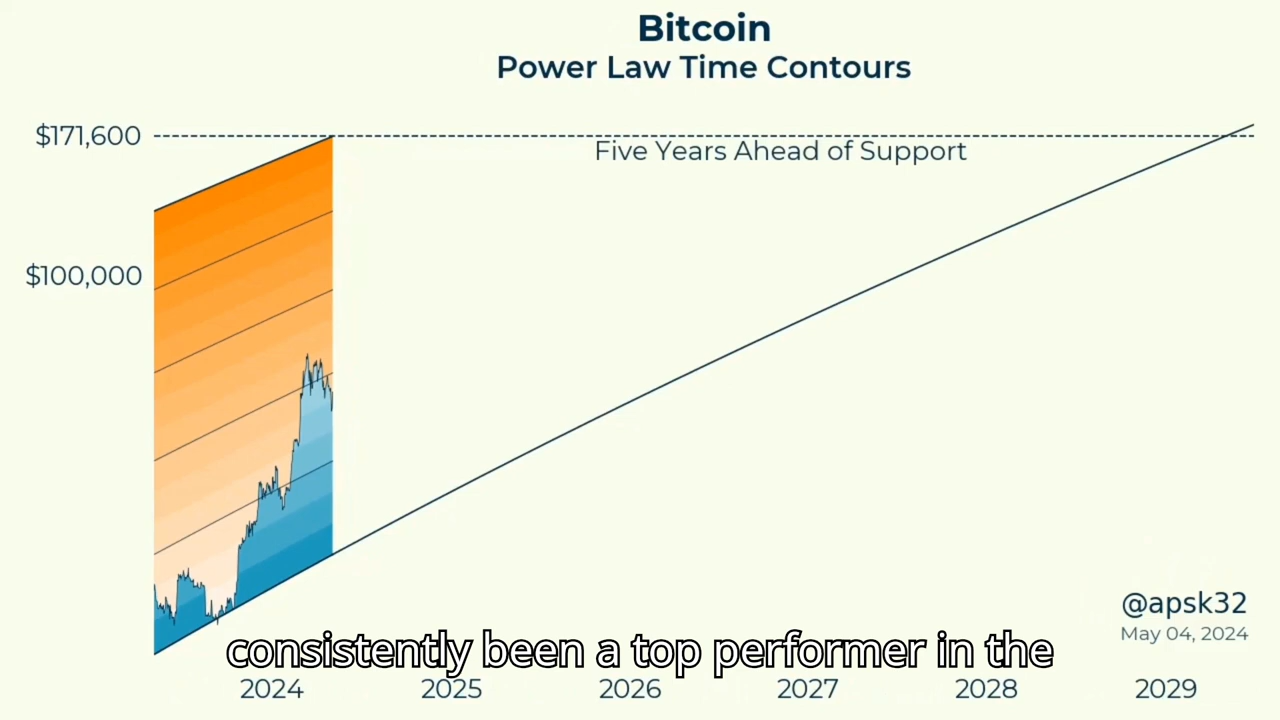 Bitcoin
Power Law Time Contours
$171,600
Five Years Ahead of Support
$100,000
@apsk32
May 04, 2024
consistently been a top performer in the
2024 2025 2026 2027 2028 2029